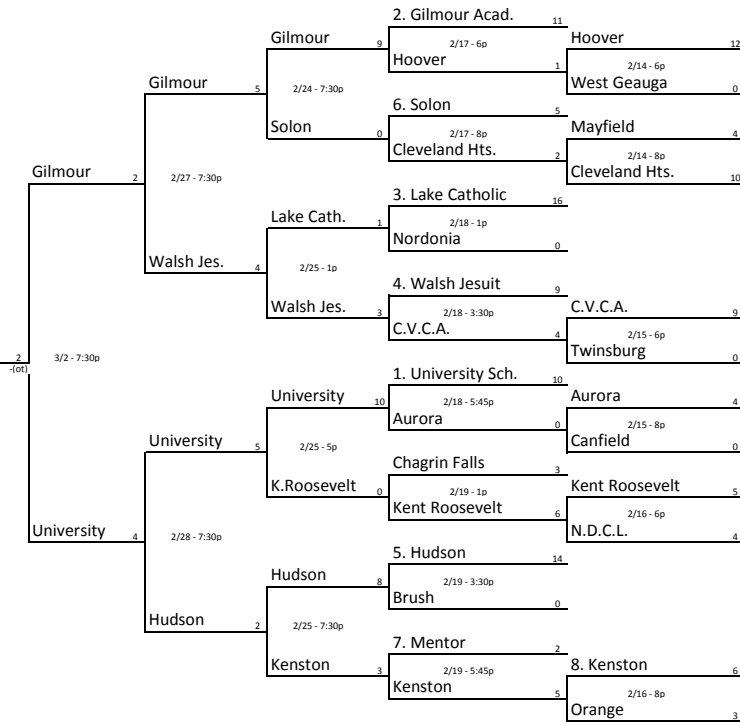 2. Gilmour Acad. 11
Gilmour 9 Hoover 12
2/17 - 6p
Hoover 1 2/14 - 6p
Gilmour 5 2/24 - 7:30p West Geauga 0
6. Solon 5
Solon 0 Mayfield 4
2/17 - 8p
Cleveland Hts. 2 2/14 - 8p
Gilmour 2 2/27 - 7:30p Cleveland Hts. 10
3. Lake Catholic 16
Lake Cath. 1 2/18 - 1p
Nordonia 0
Walsh Jes. 4 2/25 - 1p
4. Walsh Jesuit 9
Walsh Jes. 3 C.V.C.A. 9
2/18 - 3:30p
C.V.C.A. 4 2/15 - 6p
Twinsburg 0
2 3/2 - 7:30p
-(ot)
1. University Sch. 10
University 10 2/18 - 5:45p Aurora 4
Aurora 0 2/15 - 8p
University 5 2/25 - 5p Canfield 0
Chagrin Falls 3
K.Roosevelt 0 2/19 - 1p Kent Roosevelt 5
Kent Roosevelt 6 2/16 - 6p
University 4 2/28 - 7:30p N.D.C.L. 4
5. Hudson 14
Hudson 8 2/19 - 3:30p
Brush 0
Hudson 2 2/25 - 7:30p
7. Mentor 2
Kenston 3 2/19 - 5:45p 8. Kenston 6
Kenston 5 2/16 - 8p
Orange 3